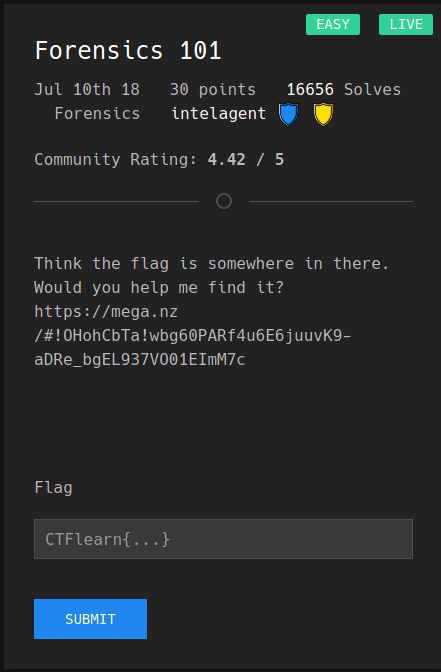 EASY LIVE
Forensics 101
Jul 10th 18 30 points 16656 Solves
Forensics intelagent
Community Rating: 4.42 / 5
Think the flag is somewhere in there.
Would you help me find it?
https://mega.nz
/#!OHohCbTa!wbg60PARf4u6E6juuvK9-
aDRe_bgEL937VO01EImM7c
Flag
CTFlearn{...}
SUBMIT